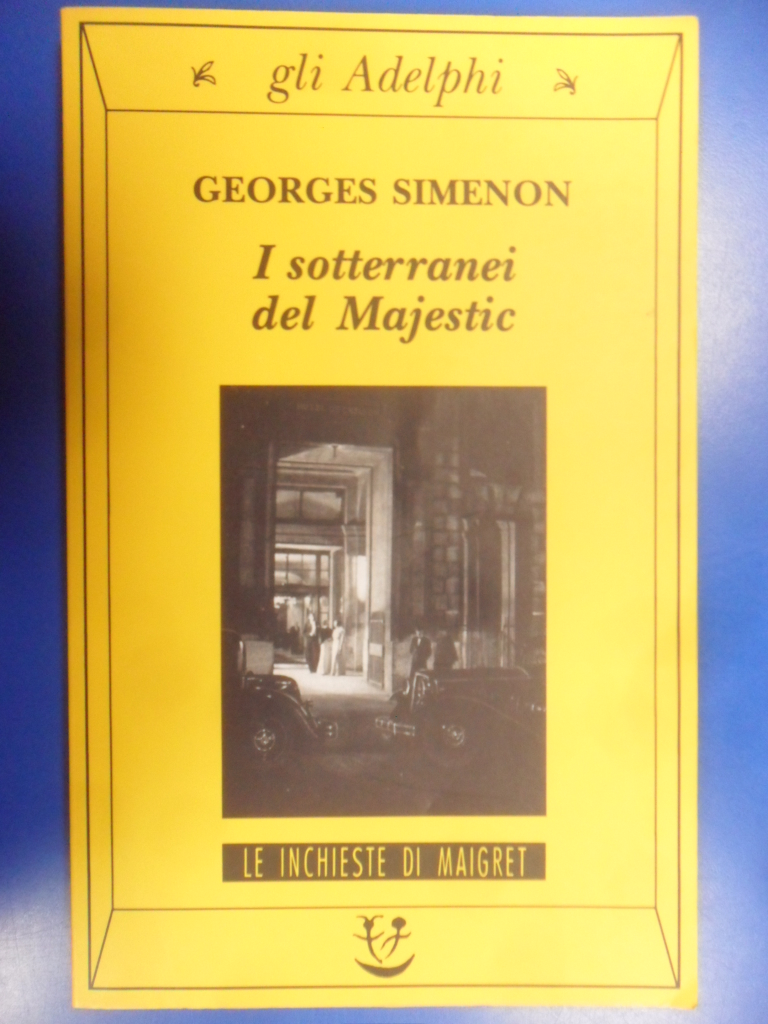 gli Adelphi
GEORGES SIMENON
I sotterranei
del Majestic
LE INCHIESTE DI MAIGRET